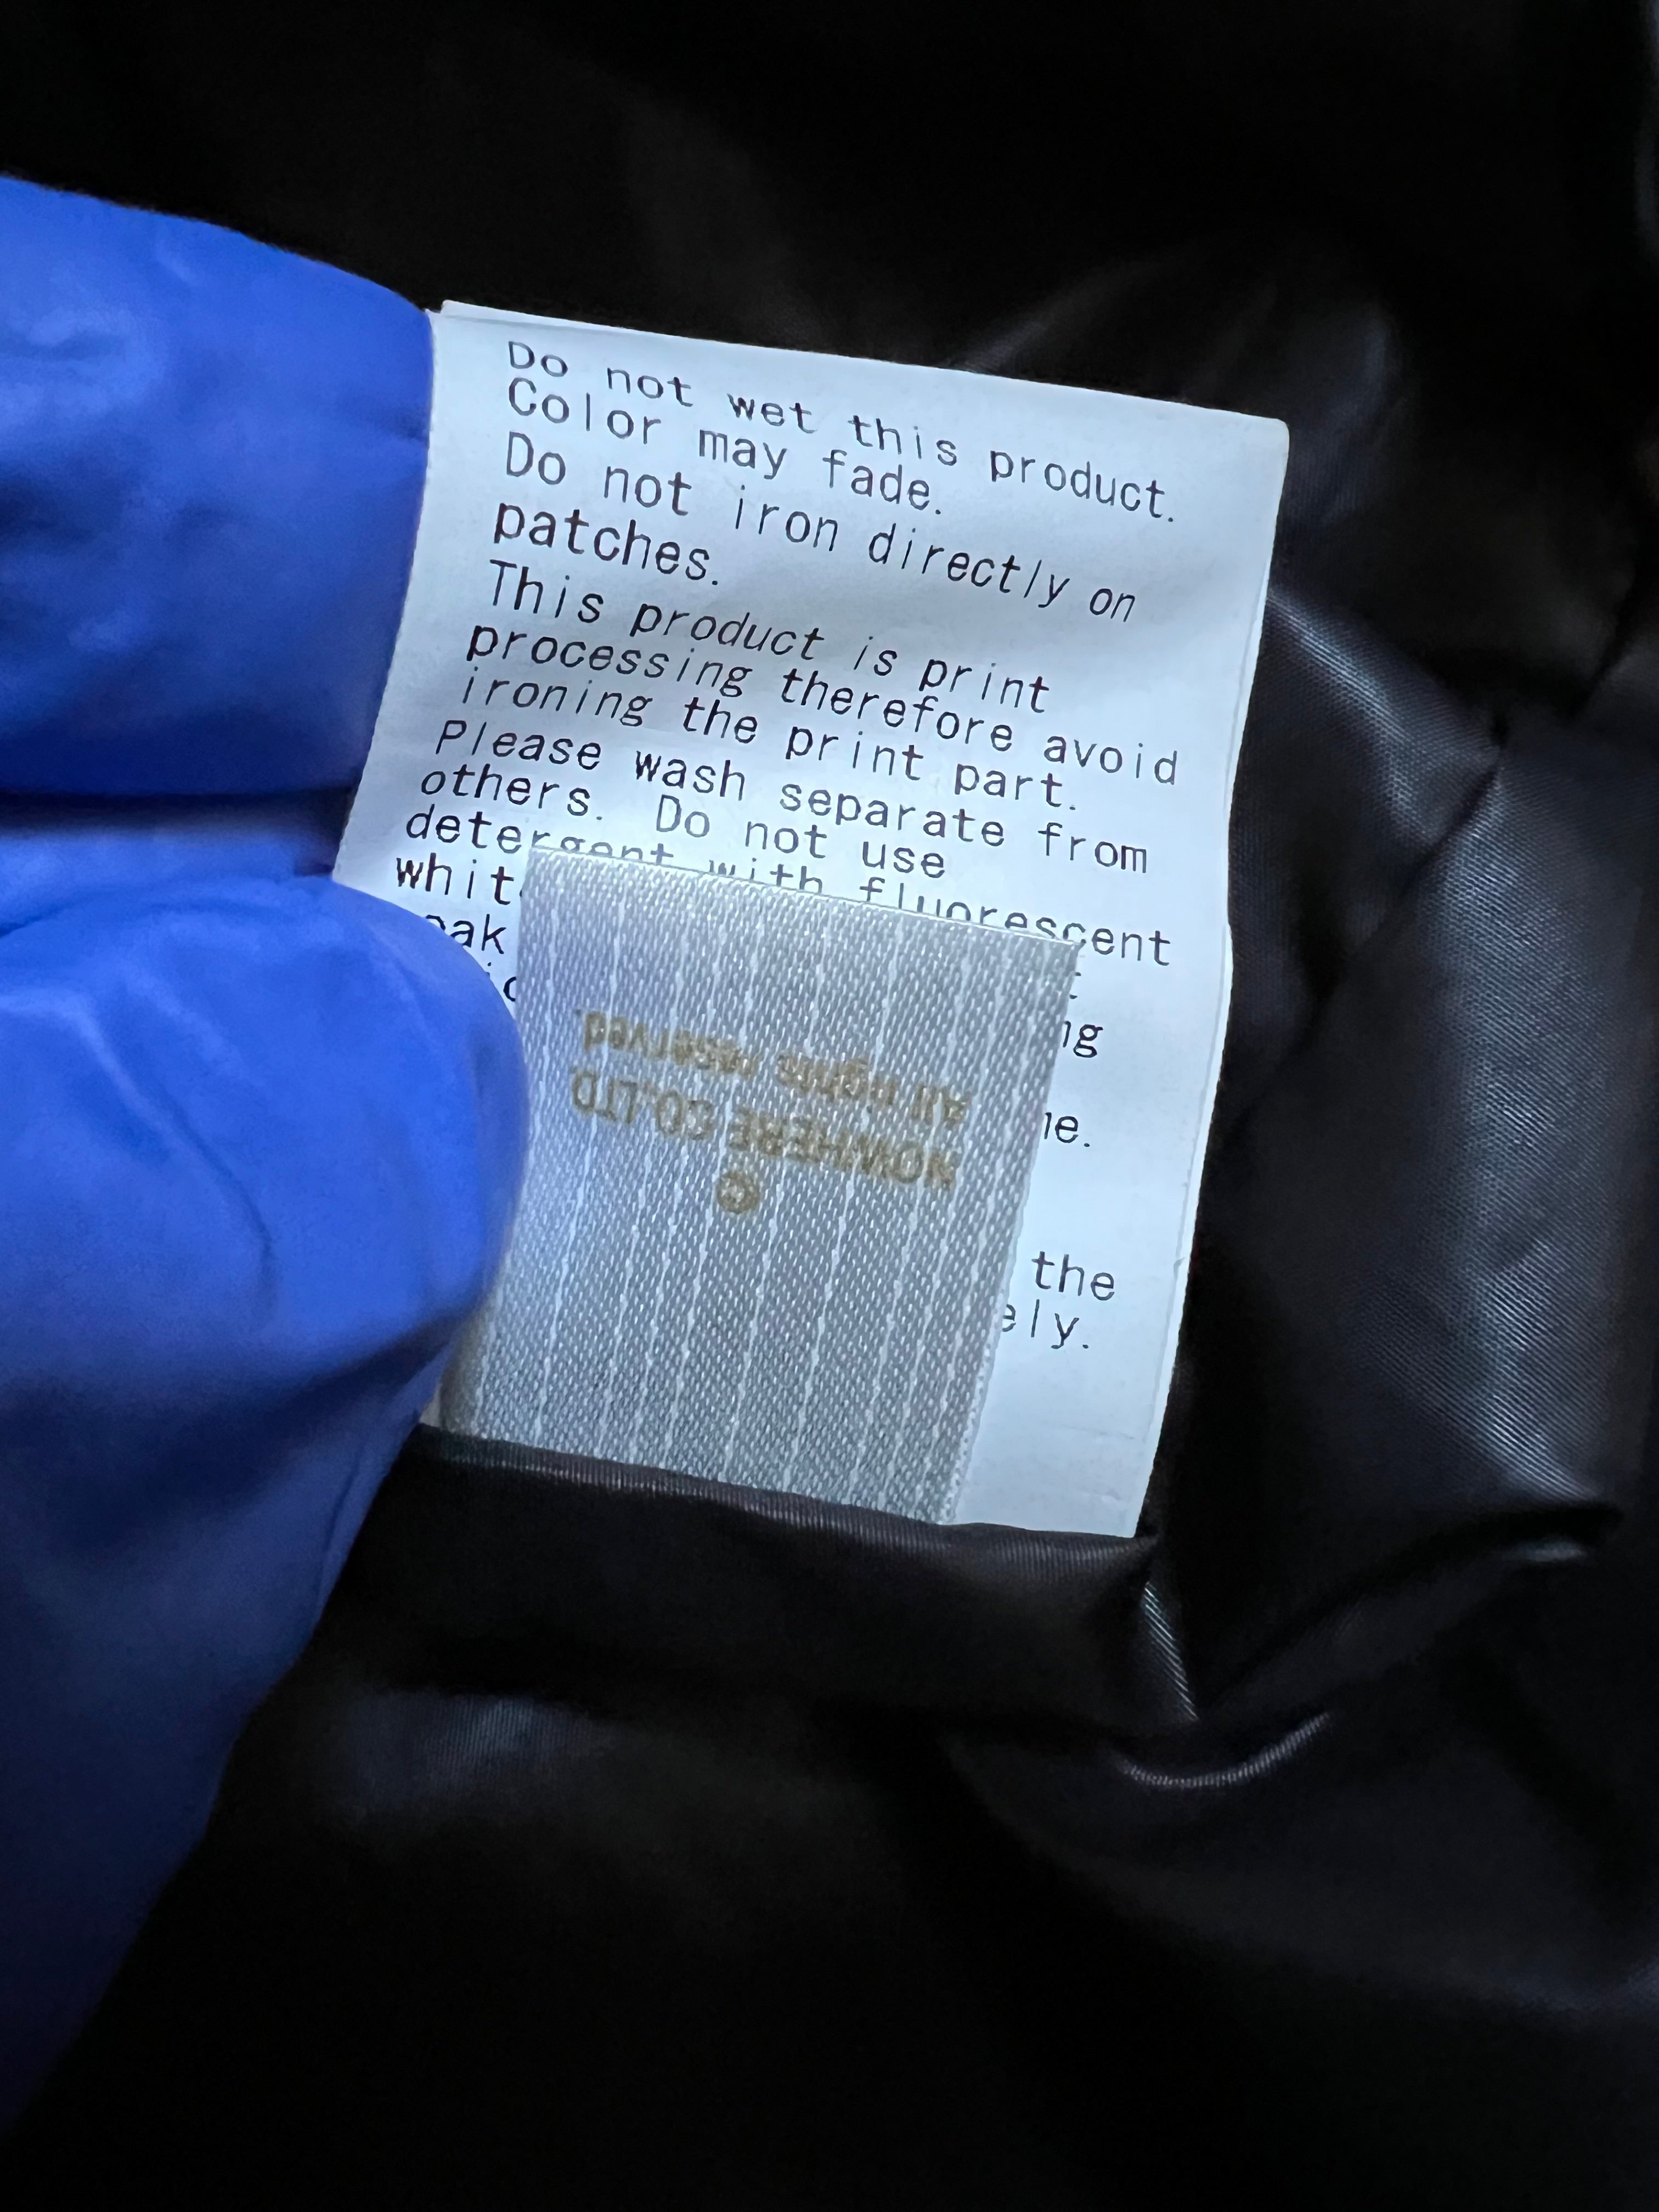 Do not wet this product.
Color may fade.
Do not iron directly on
patches.
This product is print
processing therefore avoid
ironing the print part.
Please wash separate from
others. Do not use
detergent with fluorescent
the
©
NOWHERE CO.LTD
All rights reserved.